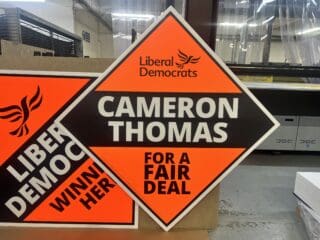 Liberal
Democrats
CAMERON
THOMAS
FOR A
FAIR
DEAL
LIBER
DEMOC
WINNI
HER